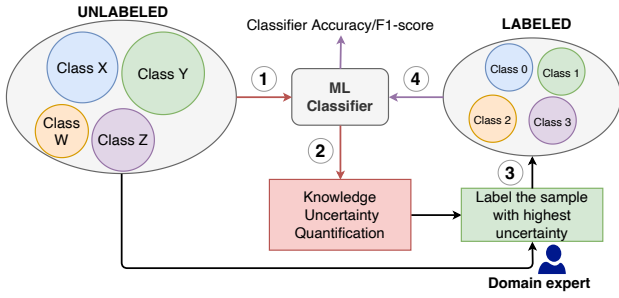 UNLABELED
Classifier Accuracy/F1-score
LABELED
Class X
Class Y
Class
W
Class Z
1
ML
Classifier
4
Class 0
Class 1
Class 2
Class 3
2
3
Knowledge
Uncertainty
Quantification
Label the sample
with highest
uncertainty
Domain expert